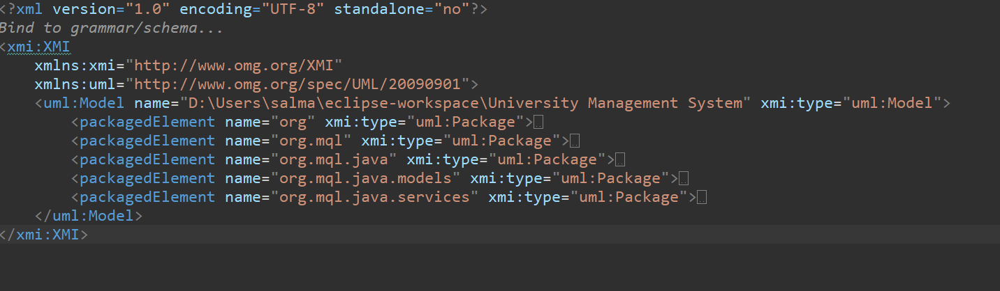 <?xml version="1.0" encoding="UTF-8" standalone="no"?>
Bind to grammar/schema...
<xmi:XMI
xmlns:xmi="http://www.omg.org/XMI"
xmlns:uml="http://www.omg.org/spec/UML/20090901">
<uml:Model name="D:\Users\salma\eclipse-workspace\University Management System" xmi:type="uml:Model">
<packagedElement name="org" xmi:type="uml:Package">
<packagedElement name="org.mql" xmi:type="uml:Package">
<packagedElement name="org.mql.java" xmi:type="uml:Package">
<packagedElement name="org.mql.java.models" xmi:type="uml:Package">
<packagedElement name="org.mql.java.services" xmi:type="uml:Package">
</uml:Model>
</xmi:XMI>